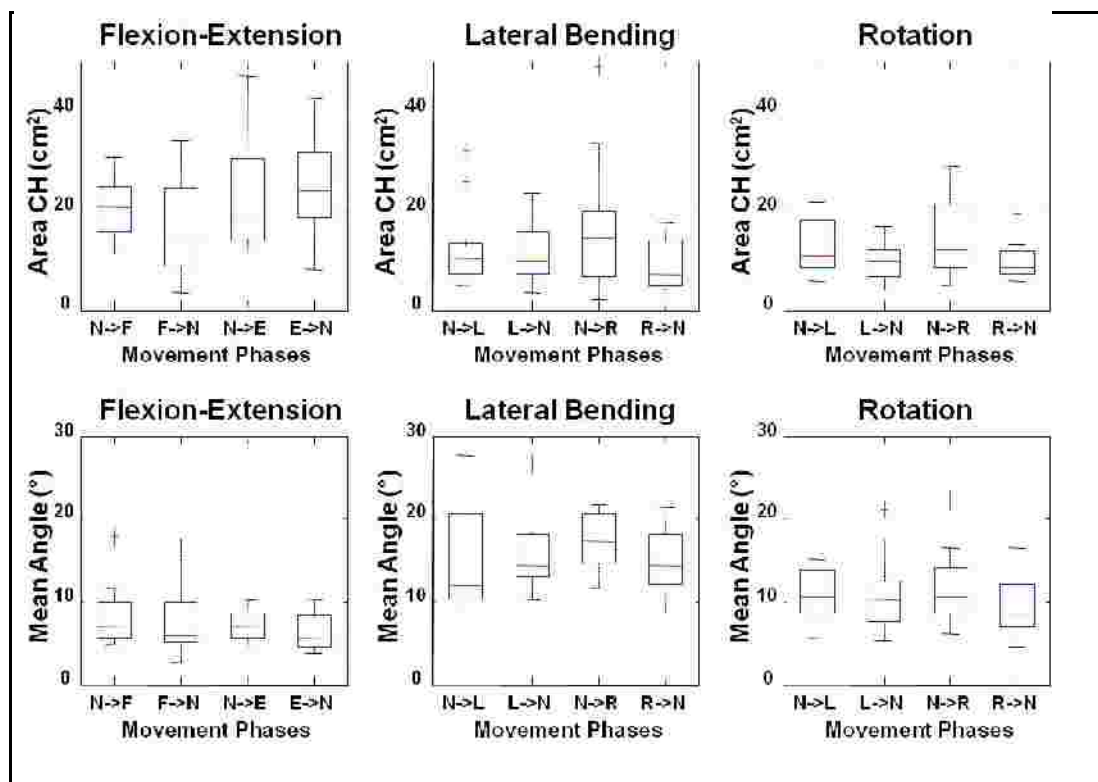 Flexion-Extension Lateral Bending Rotation
Area CH (cm²) Area CH (cm²) Area CH (cm²)
40 40 40
20 20 20
0 0 0
N->F F->N N->E E->N N->L L->N N->R R->N N->L L->N N->R R->N
Movement Phases Movement Phases Movement Phases
Flexion-Extension Lateral Bending Rotation
Mean Angle (°) Mean Angle (°) Mean Angle (°)
30 30 30
20 20 20
10 10 10
0 0 0
N->F F->N N->E E->N N->L L->N N->R R->N N->L L->N N->R R->N
Movement Phases Movement Phases Movement Phases